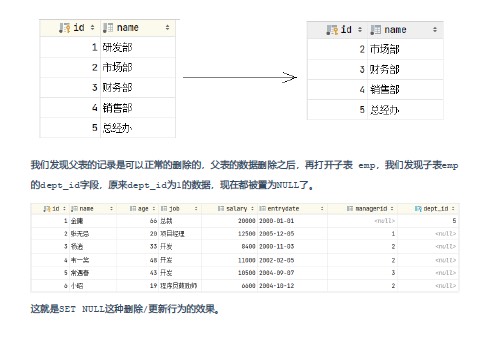 id name
1 研发部
2 市场部
3 财务部
4 销售部
5 总经办
id name
2 市场部
3 财务部
4 销售部
5 总经办
我们发现父表的记录是可以正常的删除的，父表的数据删除之后，再打开子表 emp，我们发现子表emp
的dept_id字段，原来dept_id为1的数据，现在都被置为NULL了。
id name age job salary entrydate managerid dept_id
1 金庸 66 总裁 20000 2000-01-01 <null> 5
2 张无忌 20 项目经理 12500 2005-12-05 1 <null>
3 杨逍 33 开发 8400 2000-11-03 2 <null>
4 韦一笑 48 开发 11000 2002-02-05 2 <null>
5 常遇春 43 开发 10500 2004-09-07 3 <null>
6 小昭 19 程序员鼓励师 6600 2004-10-12 2 <null>
这就是SET NULL这种删除/更新行为的效果。